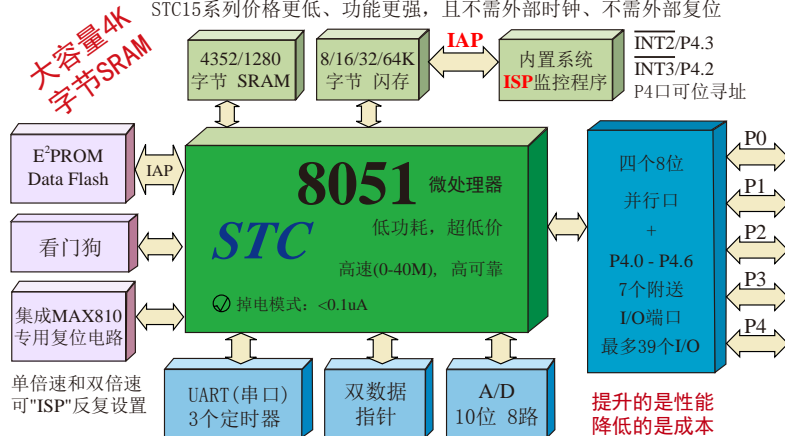 STC15系列价格更低、功能更强，且不需外部时钟、不需外部复位
大容量4K
字节SRAM
4352/1280
字节 SRAM
8/16/32/64K
字节 闪存
IAP
内置系统
ISP监控程序
INT2/P4.3
INT3/P4.2
P4口可位寻址
E²PROM
Data Flash
IAP
看门狗
集成MAX810
专用复位电路
单倍速和双倍速
可"ISP"反复设置
8051 微处理器
STC
低功耗，超低价
高速(0-40M), 高可靠
掉电模式：<0.1uA
四个8位
并行口
+
P4.0 - P4.6
7个附送
I/O端口
最多39个I/O
P0
P1
P2
P3
P4
UART(串口)
3个定时器
双数据
指针
A/D
10位 8路
提升的是性能
降低的是成本